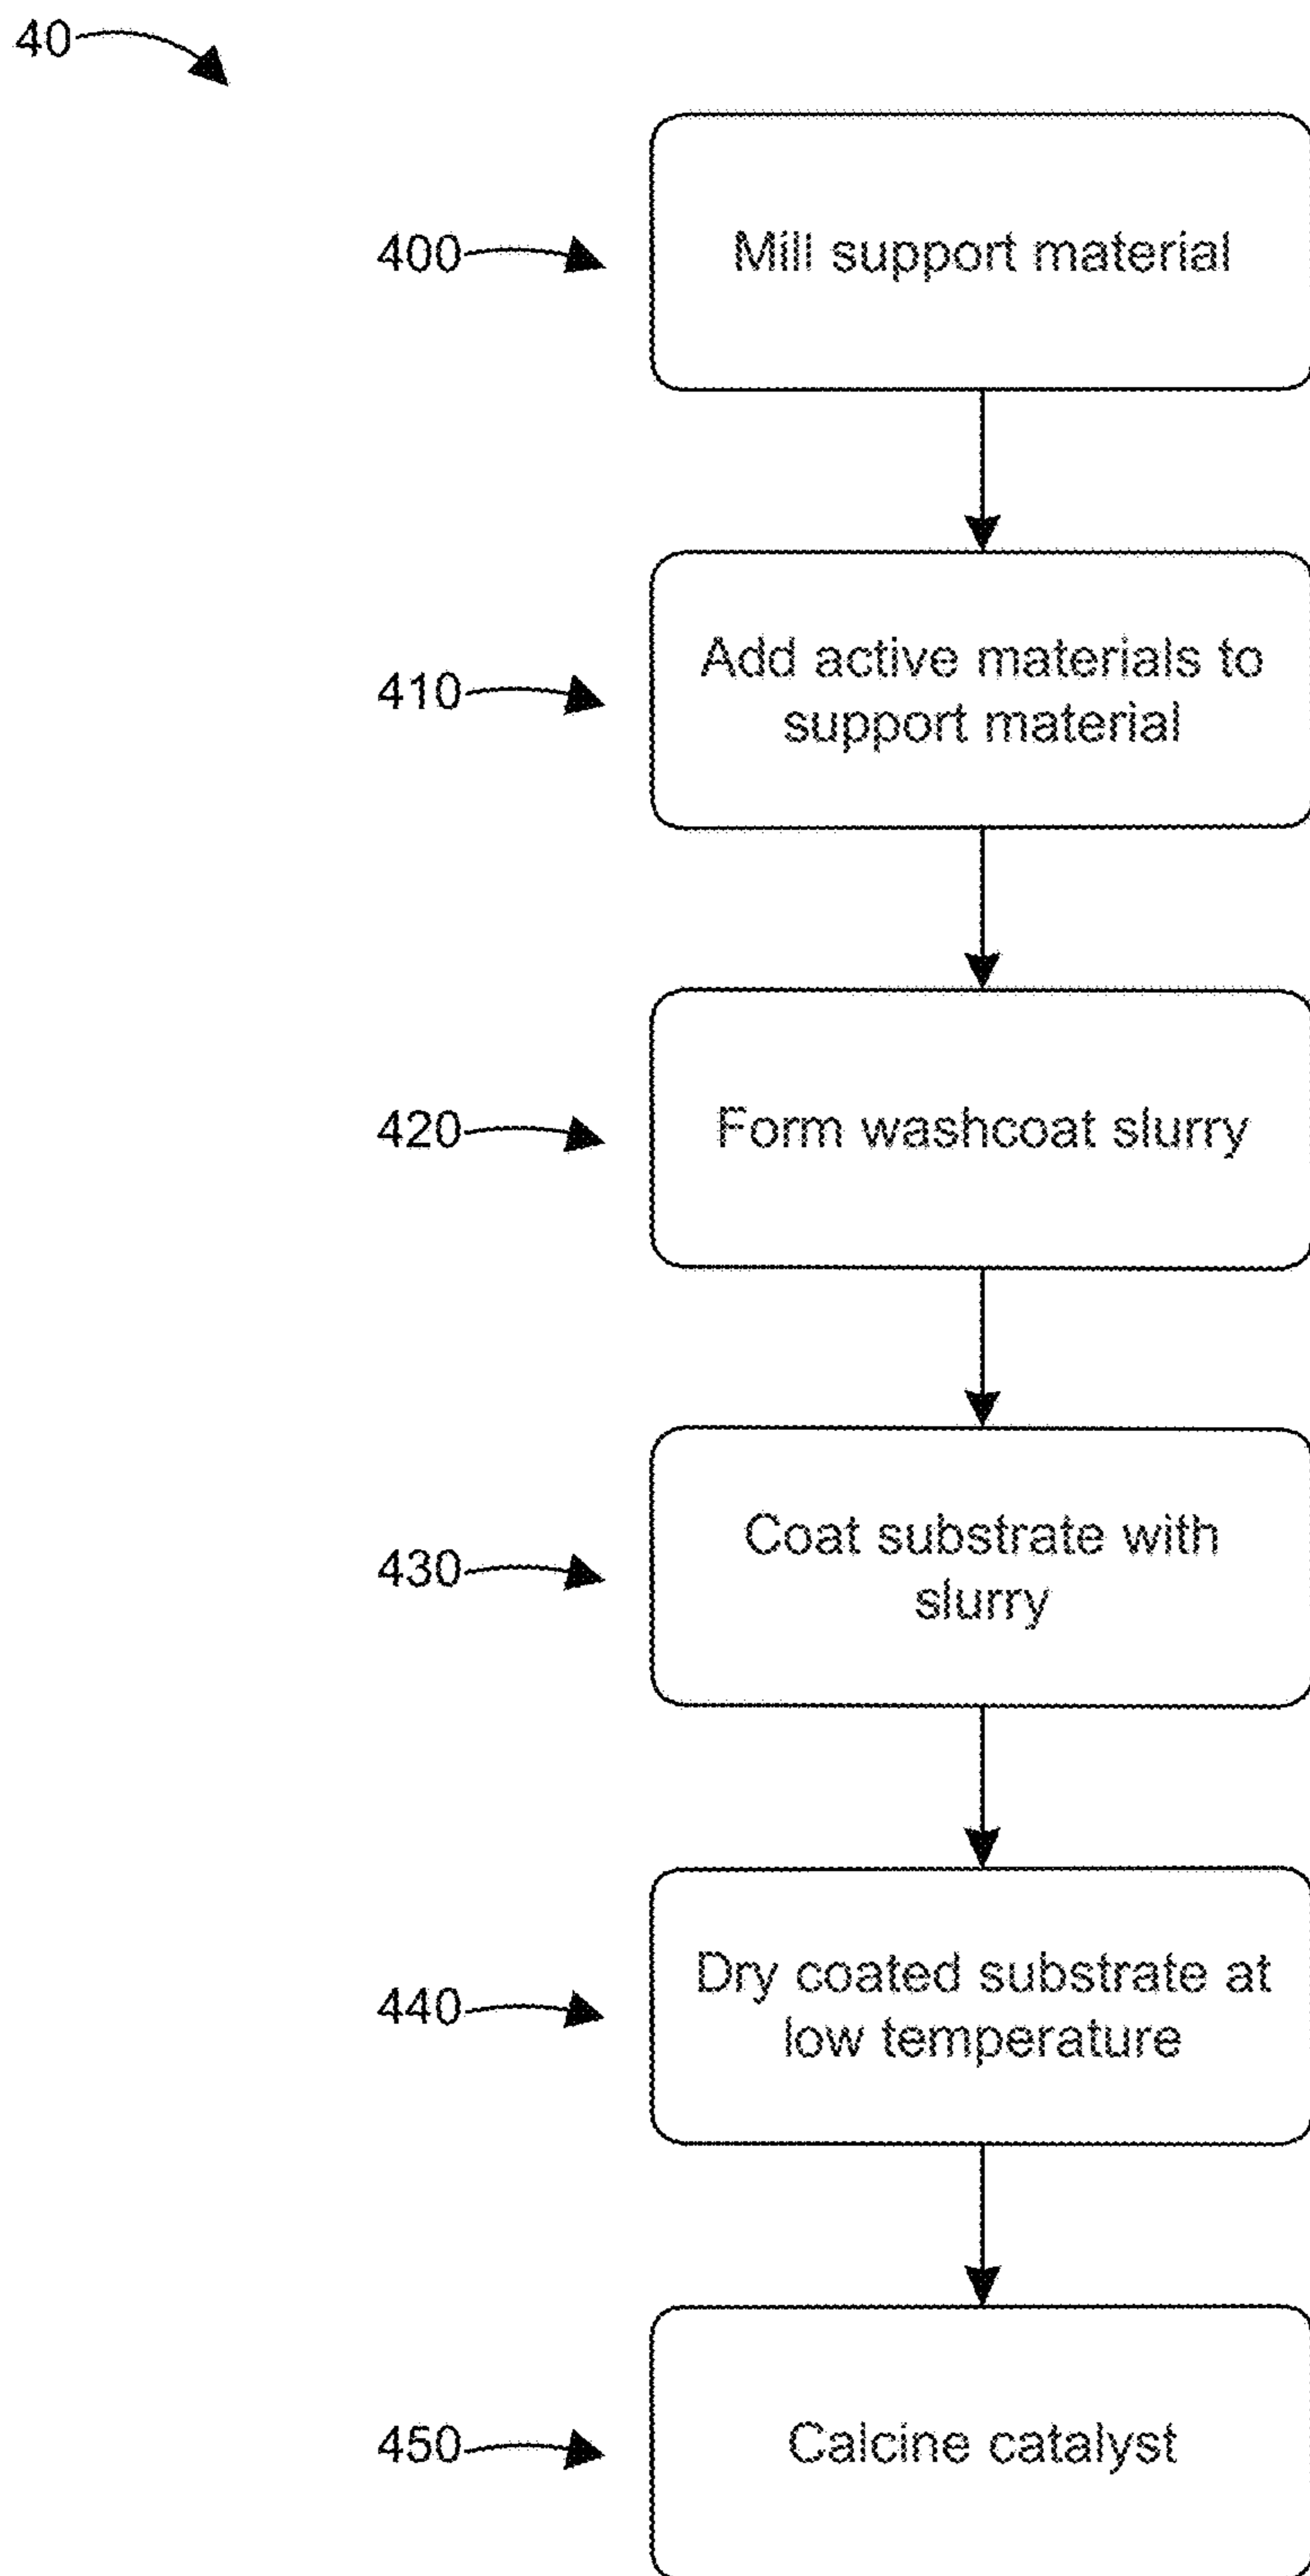 40
400
Mill support material
410
Add active materials to
support material
420
Form washcoat slurry
430
Coat substrate with
slurry
440
Dry coated substrate at
low temperature
450
Calcine catalyst